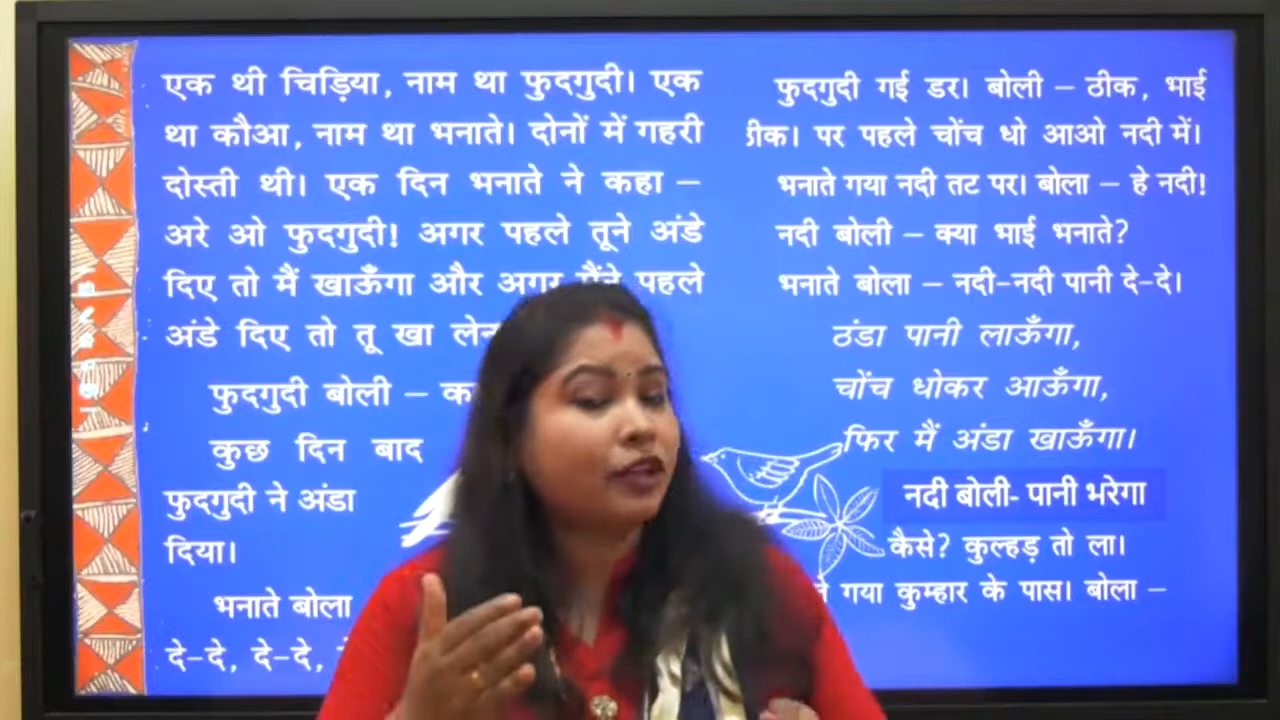 एक थी चिड़िया, नाम था फुदगुदी। एक
था कौआ, नाम था भनाते। दोनों में गहरी
दोस्ती थी। एक दिन भनाते ने कहा –
अरे ओ फुदगुदी! अगर पहले तूने अंडे
दिए तो मैं खाऊँगा और अगर मैंने पहले
अंडे दिए तो तू खा
फुदगुदी बोली –
कुछ दिन बाद
फुदगुदी ने अंडा
दिया।
भनाते बोला
दे-दे, दे-दे,
फुदगुदी गई डर। बोली – ठीक, भाई
ठीक। पर पहले चोंच धो आओ नदी में।
भनाते गया नदी तट पर। बोला – हे नदी!
नदी बोली – क्या भाई भनाते?
भनाते बोला – नदी-नदी पानी दे-दे।
ठंडा पानी लाऊँगा,
चोंच धोकर आऊँगा,
फिर मैं अंडा खाऊँगा।
नदी बोली- पानी भरेगा
कैसे? कुल्हड़ तो ला।
गया कुम्हार के पास। बोला –